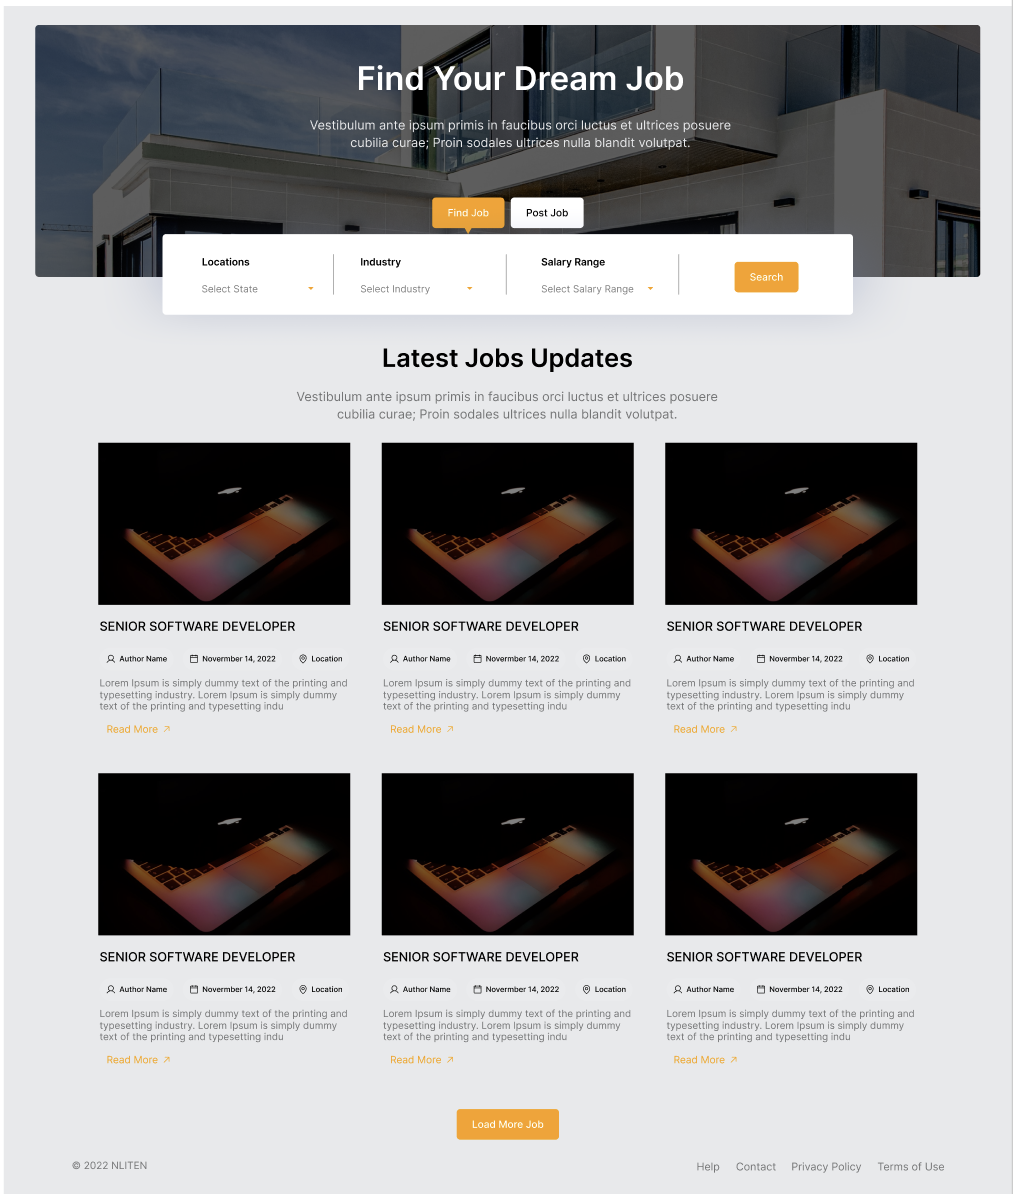 Find Your Dream Job
Vestibulum ante ipsum primis in faucibus orci luctus et ultrices posuere
cubilia curae; Proin sodales ultrices nulla blandit volutpat.
Find Job Post Job
Locations Industry Salary Range
Select State Select Industry Select Salary Range Search
Latest Jobs Updates
Vestibulum ante ipsum primis in faucibus orci luctus et ultrices posuere
cubilia curae; Proin sodales ultrices nulla blandit volutpat.
SENIOR SOFTWARE DEVELOPER
Author Name Novermber 14, 2022 Location
Lorem Ipsum is simply dummy text of the printing and
typesetting industry. Lorem Ipsum is simply dummy
text of the printing and typesetting indu
Read More
SENIOR SOFTWARE DEVELOPER
Author Name Novermber 14, 2022 Location
Lorem Ipsum is simply dummy text of the printing and
typesetting industry. Lorem Ipsum is simply dummy
text of the printing and typesetting indu
Read More
SENIOR SOFTWARE DEVELOPER
Author Name Novermber 14, 2022 Location
Lorem Ipsum is simply dummy text of the printing and
typesetting industry. Lorem Ipsum is simply dummy
text of the printing and typesetting indu
Read More
SENIOR SOFTWARE DEVELOPER
Author Name Novermber 14, 2022 Location
Lorem Ipsum is simply dummy text of the printing and
typesetting industry. Lorem Ipsum is simply dummy
text of the printing and typesetting indu
Read More
SENIOR SOFTWARE DEVELOPER
Author Name Novermber 14, 2022 Location
Lorem Ipsum is simply dummy text of the printing and
typesetting industry. Lorem Ipsum is simply dummy
text of the printing and typesetting indu
Read More
SENIOR SOFTWARE DEVELOPER
Author Name Novermber 14, 2022 Location
Lorem Ipsum is simply dummy text of the printing and
typesetting industry. Lorem Ipsum is simply dummy
text of the printing and typesetting indu
Read More
Load More Job
© 2022 NLITEN Help Contact Privacy Policy Terms of Use